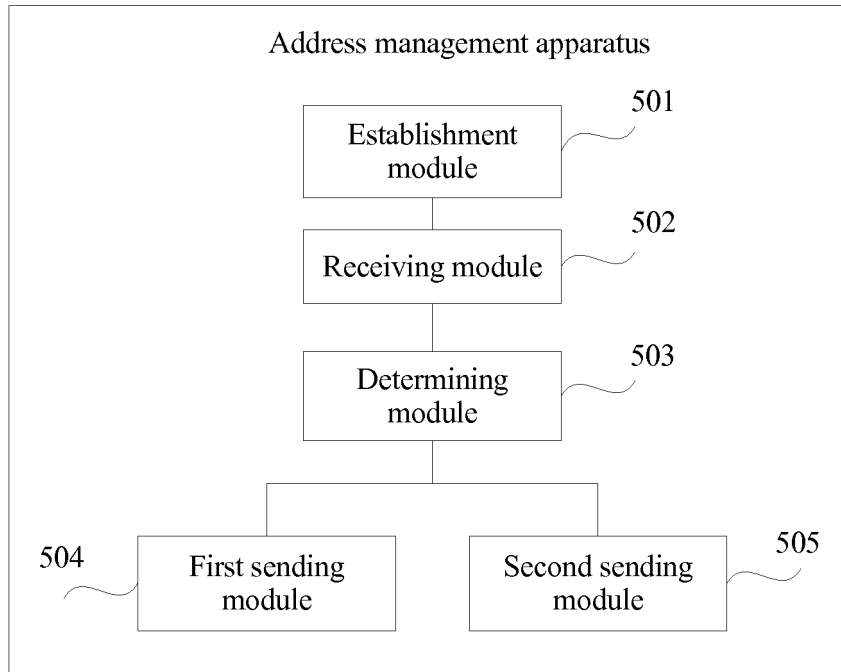 Address management apparatus
501
Establishment
module
502
Receiving module
503
Determining
module
504
First sending
module
Second sending
module
505